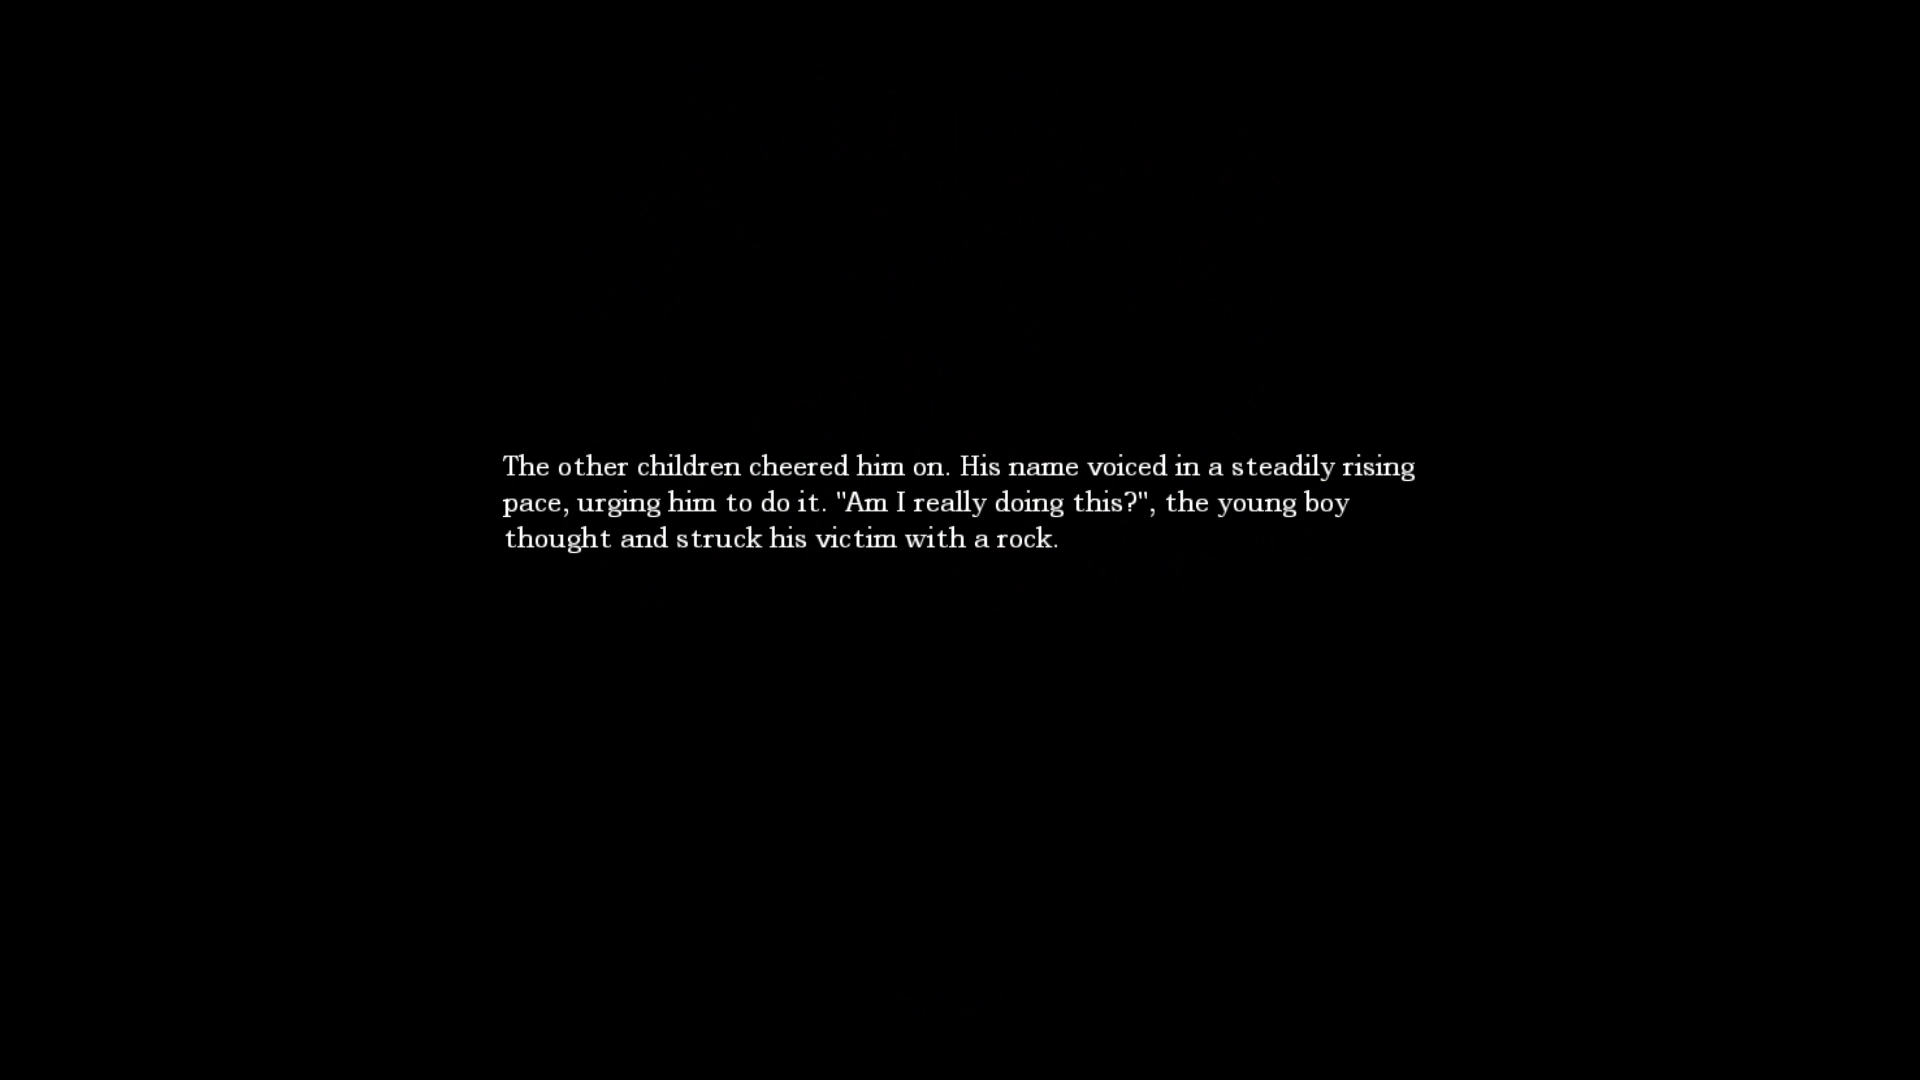 The other children cheered him on. His name voiced in a steadily rising
pace, urging him to do it. "Am I really doing this?", the young boy
thought and struck his victim with a rock.